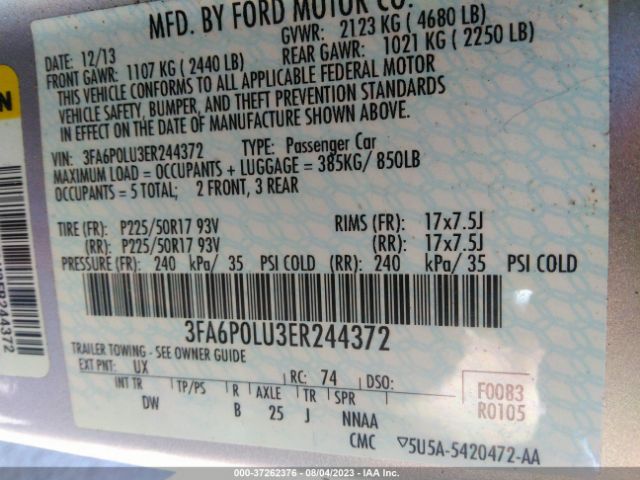 MFD. BY FORD MOTOR CO.
DATE: 12/13 GVWR: 2123 KG ( 4680 LB)
FRONT GAWR: 1107 KG ( 2440 LB) REAR GAWR: 1021 KG ( 2250 LB)
THIS VEHICLE CONFORMS TO ALL APPLICABLE FEDERAL MOTOR
VEHICLE SAFETY, BUMPER, AND THEFT PREVENTION STANDARDS
IN EFFECT ON THE DATE OF MANUFACTURE SHOWN ABOVE.
VIN: 3FA6P0LU3ER244372 TYPE: Passenger Car
MAXIMUM LOAD = OCCUPANTS + LUGGAGE = 385KG/ 850LB
OCCUPANTS = 5 TOTAL; 2 FRONT, 3 REAR
TIRE (FR): P225/50R17 93V RIMS (FR): 17x7.5J
(RR): P225/50R17 93V (RR): 17x7.5J
PRESSURE (FR): 240 kPa/ 35 PSI COLD (RR): 240 kPa/ 35 PSI COLD
3FA6P0LU3ER244372
TRAILER TOWING - SEE OWNER GUIDE
EXT PNT: UX RC: 74 DSO:
INT TR TP/PS R AXLE TR SPR
DW B 25 J NNAA
CMC ▽5U5A-5420472-AA
F0083
R0105
000-37262376 - 08/04/2023 - IAA Inc.